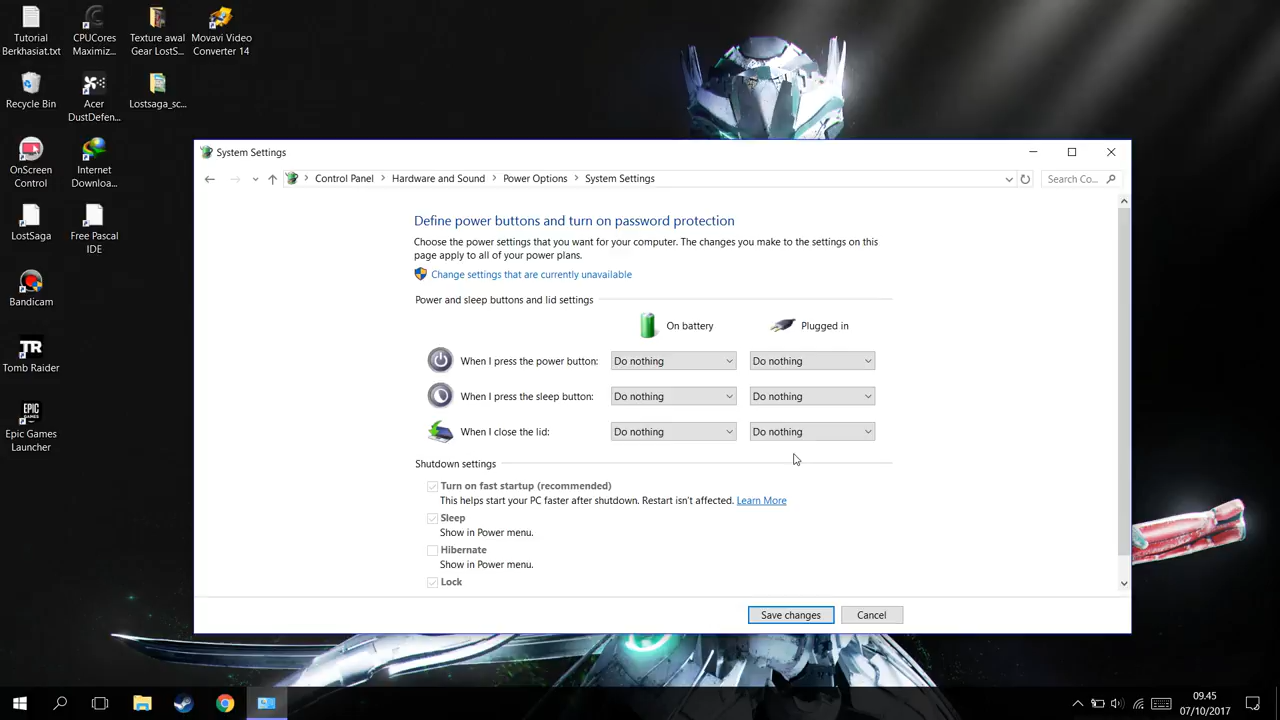 Tutorial
Berkhasiat.txt
CPUCores
Maximiz...
Texture awal
Gear LostS...
Movavi Video
Converter 14
Recycle Bin
Acer
DustDefen...
Lostsaga_sc...
OnScreen
Control
Internet
Downloa...
LostSaga
Free Pascal
IDE
Bandicam
TR
Tomb Raider
EPIC
GAMES
Epic Games
Launcher
System Settings
Control Panel > Hardware and Sound > Power Options > System Settings
Search Co...
Define power buttons and turn on password protection
Choose the power settings that you want for your computer. The changes you make to the settings on this
page apply to all of your power plans.
Change settings that are currently unavailable
Power and sleep buttons and lid settings
On battery Plugged in
When I press the power button: Do nothing Do nothing
When I press the sleep button: Do nothing Do nothing
When I close the lid: Do nothing Do nothing
Shutdown settings
Turn on fast startup (recommended)
This helps start your PC faster after shutdown. Restart isn't affected. Learn More
Sleep
Show in Power menu.
Hibernate
Show in Power menu.
Lock
Save changes Cancel
09.45
07/10/2017